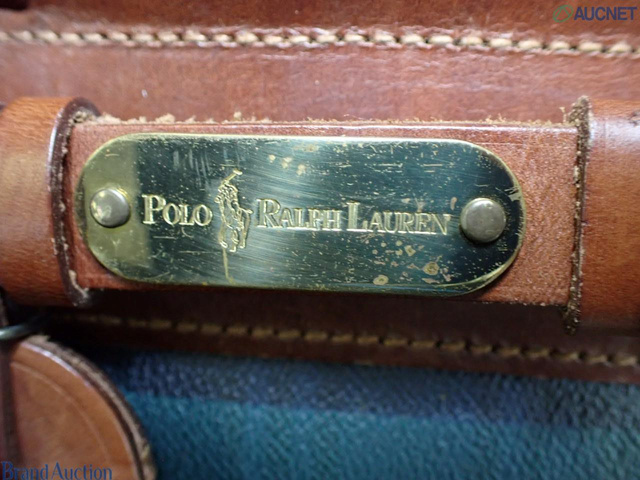 AUCNET
POLO RALPH LAUREN
Brand Auction